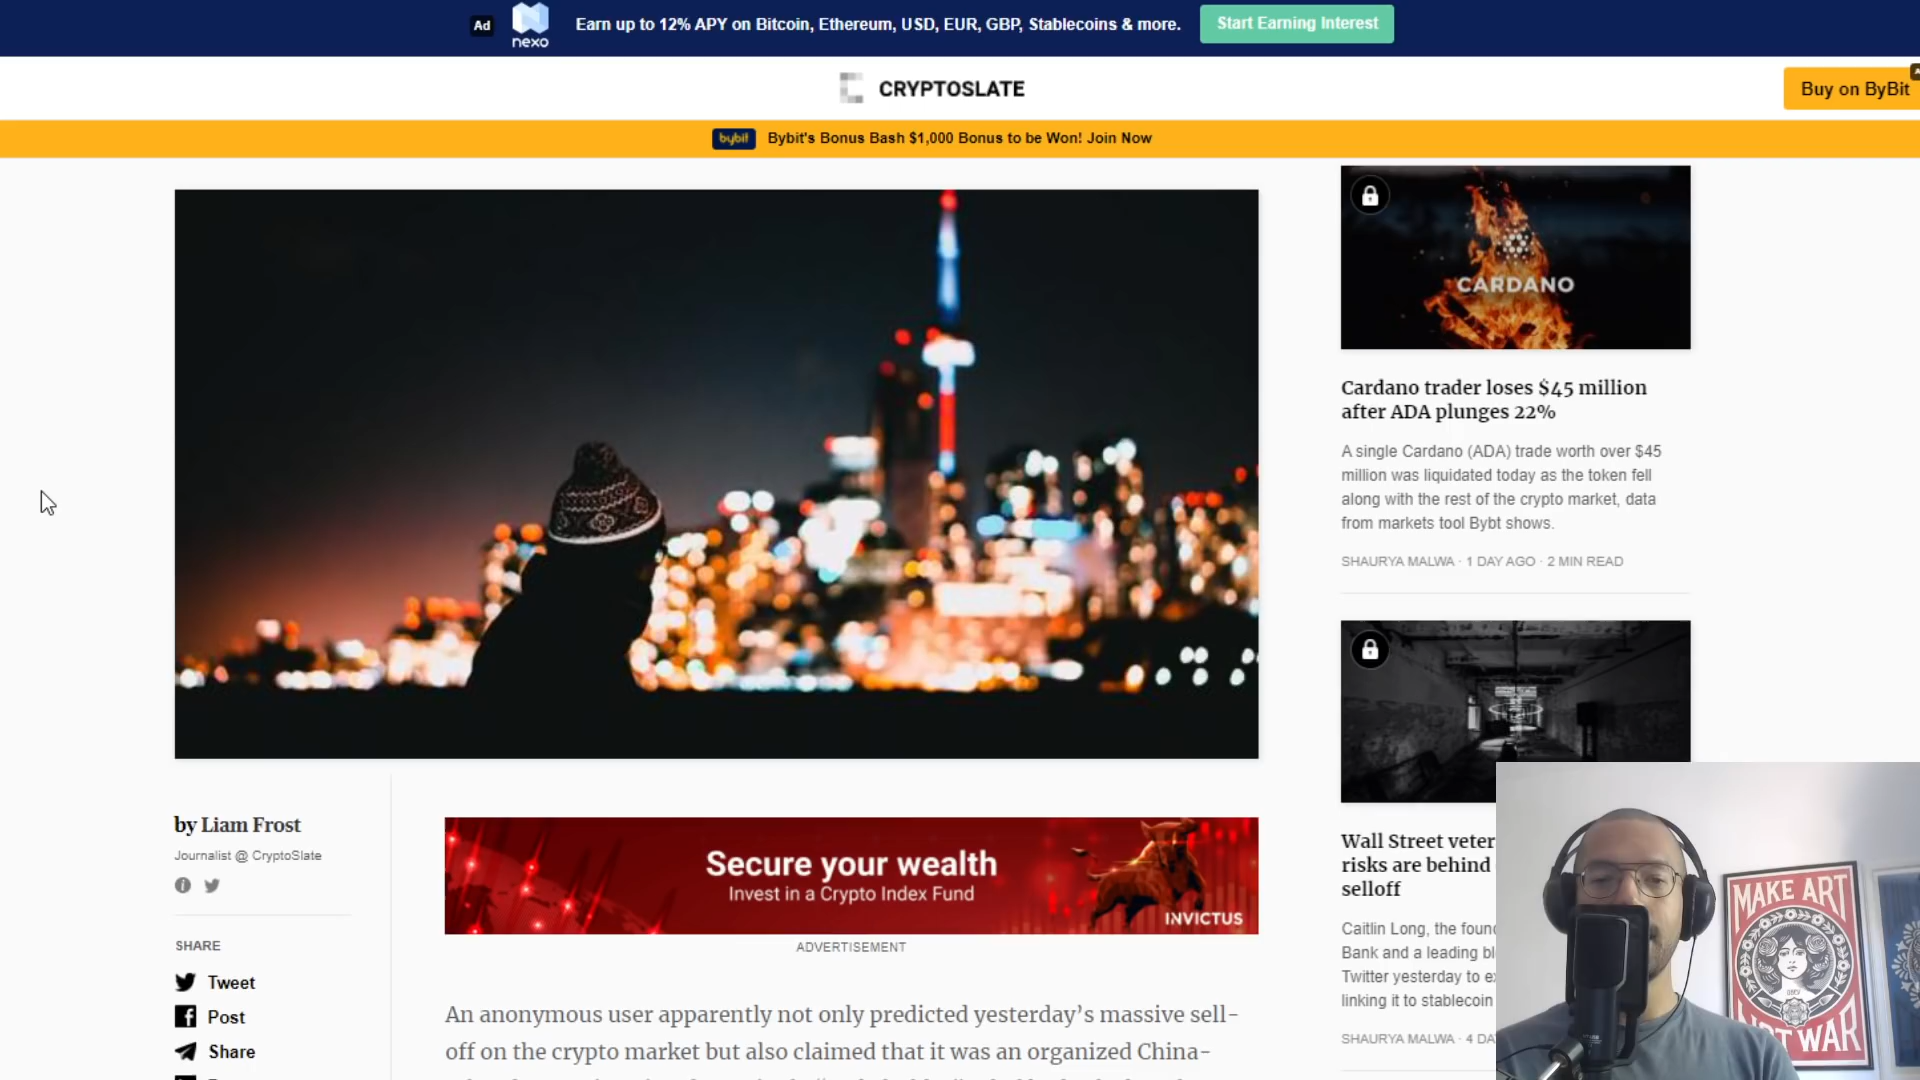 Ad
nexo
Earn up to 12% APY on Bitcoin, Ethereum, USD, EUR, GBP, Stablecoins & more.
Start Earning Interest
CRYPTOSLATE
Buy on ByBit
bybit
Bybit's Bonus Bash $1,000 Bonus to be Won! Join Now
CARDANO
Cardano trader loses $45 million
after ADA plunges 22%
A single Cardano (ADA) trade worth over $45
million was liquidated today as the token fell
along with the rest of the crypto market, data
from markets tool Bybt shows.
SHAURYA MALWA · 1 DAY AGO · 2 MIN READ
by Liam Frost
Journalist @ CryptoSlate
SHARE
Tweet
Post
Share
Secure your wealth
Invest in a Crypto Index Fund
INVICTUS
ADVERTISEMENT
An anonymous user apparently not only predicted yesterday's massive sell-
off on the crypto market but also claimed that it was an organized China-
Wall Street veter
risks are behind
selloff
Caitlin Long, the foun
Bank and a leading bl
Twitter yesterday to e
linking it to stablecoin
SHAURYA MALWA · 4 DA
MAKE ART
OBEY
NOT WAR